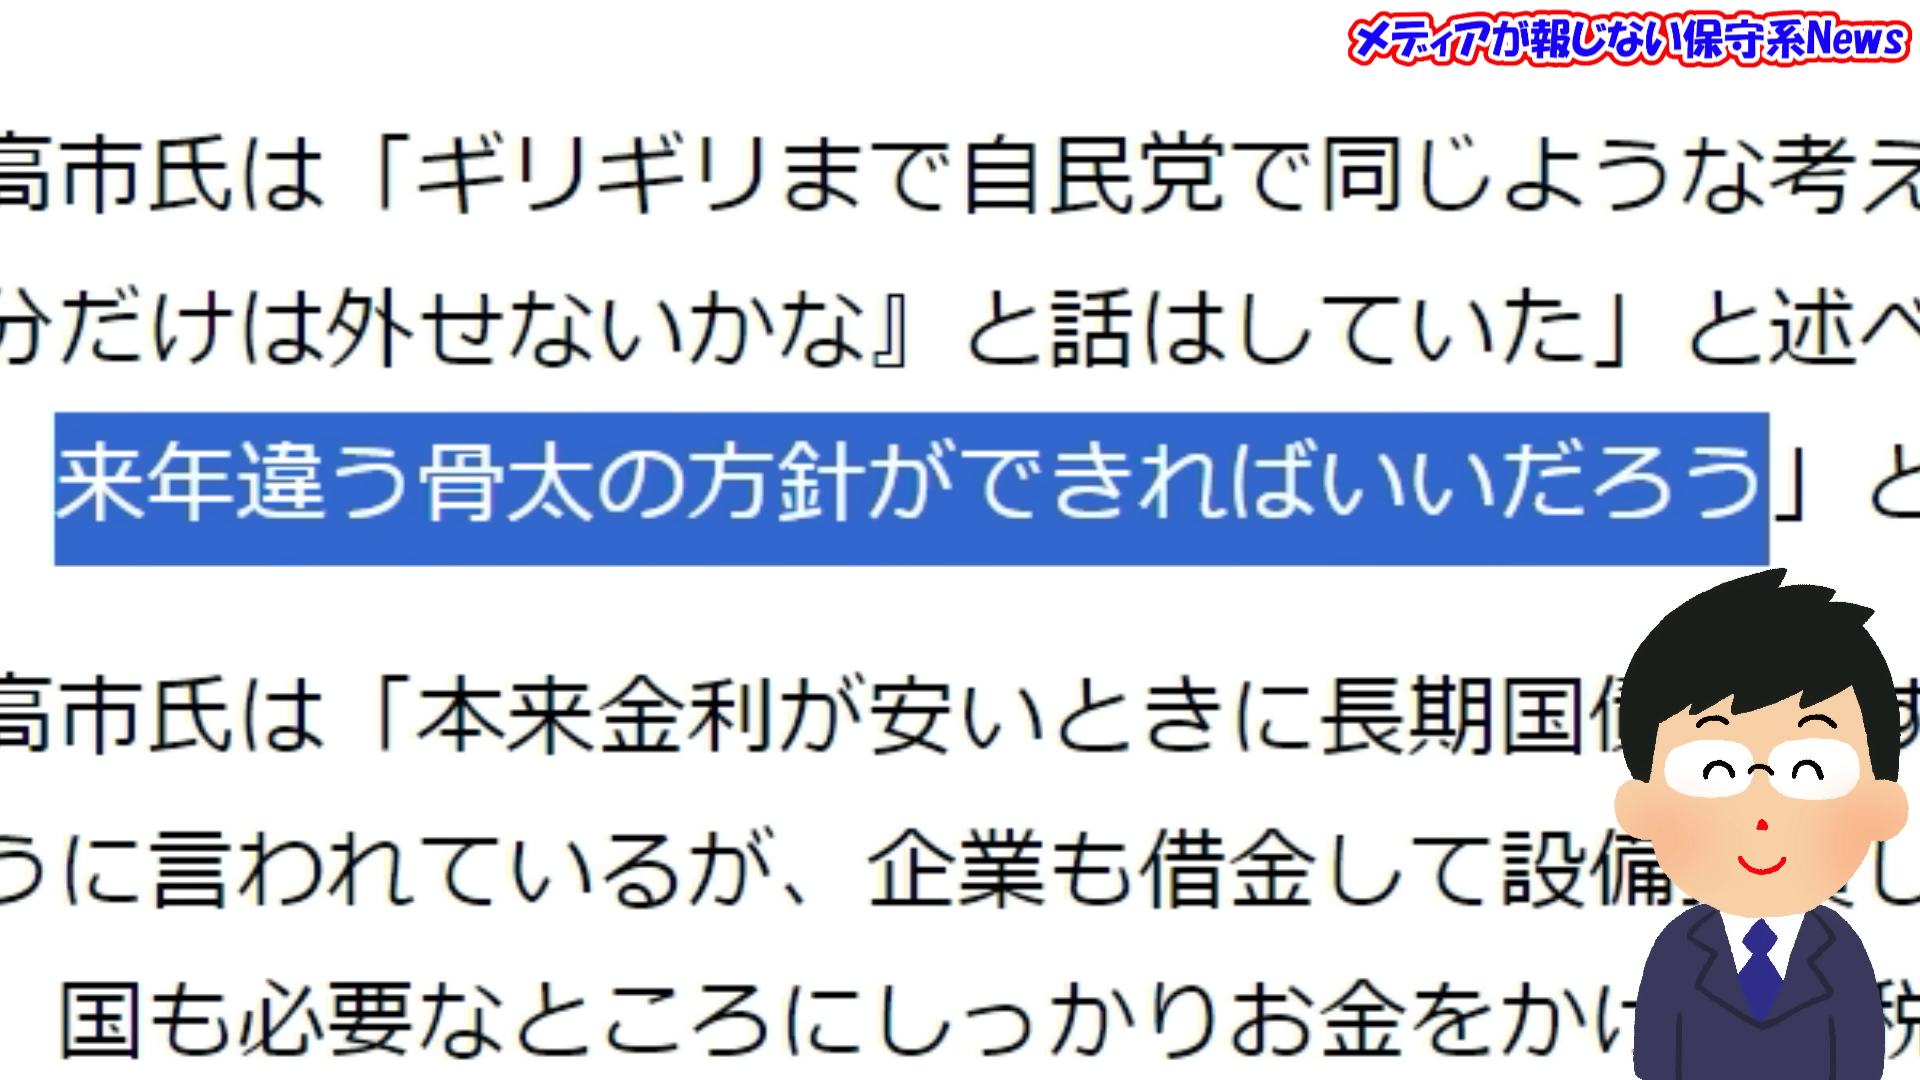 メディアが報じない保守系News
高市氏は「ギリギリまで自民党で同じような考え
分だけは外せないかな』と話はしていた」と述べ
来年違う骨太の方針ができればいいだろう」と
高市氏は「本来金利が安いときに長期国債
うに言われているが、企業も借金して設備 し
国も必要なところにしっかりお金をかけ 税